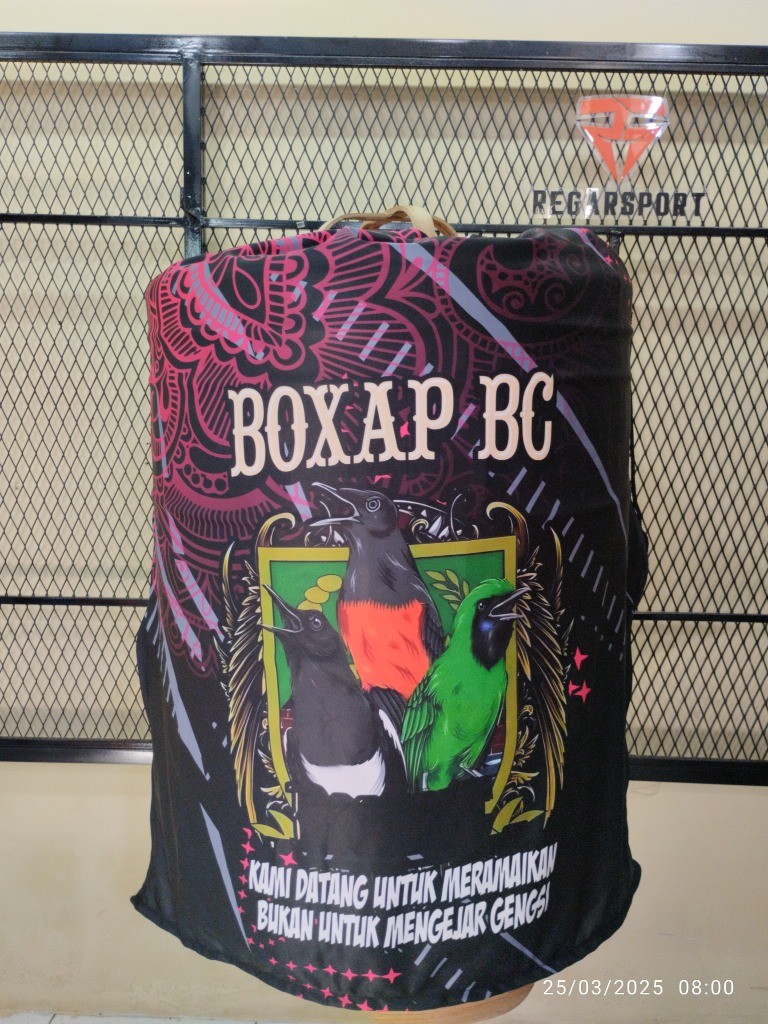 REGARSPORT
BOXAP BC
KAMI DATANG UNTUK MERAMAIKAN
BUKAN UNTUK MENGEJAR GENGSI
25/03/2025 08:00